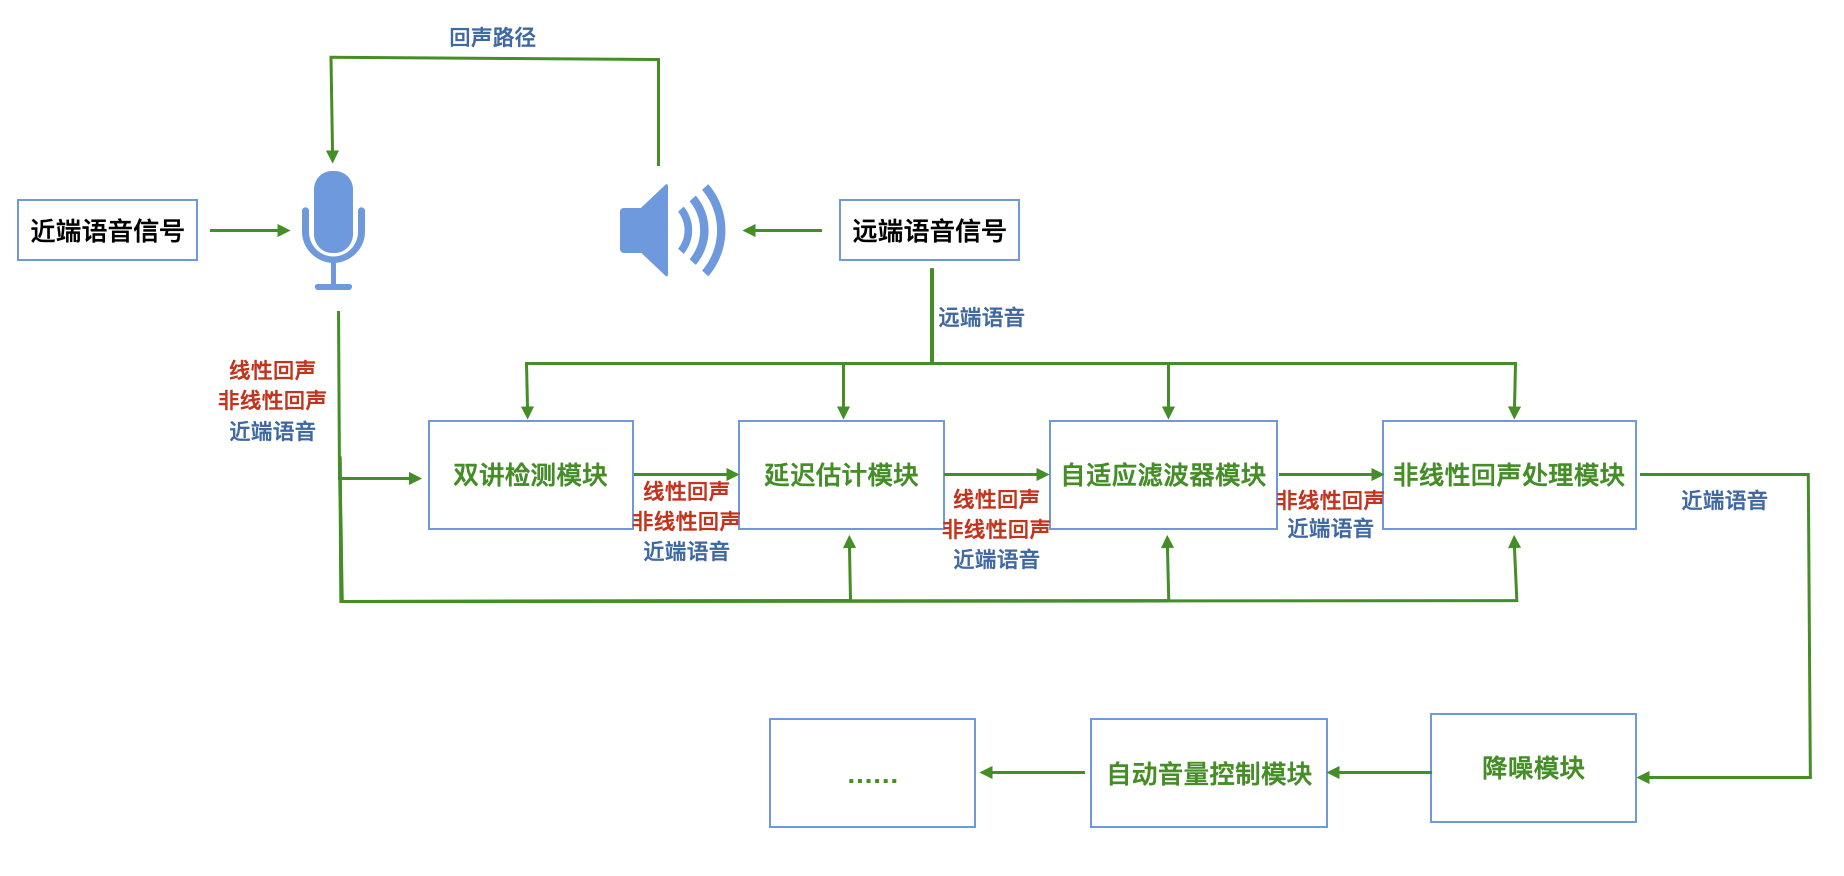 回声路径
近端语音信号
远端语音信号
远端语音
线性回声
非线性回声
近端语音
双讲检测模块
线性回声
非线性回声
近端语音
延迟估计模块
线性回声
非线性回声
近端语音
自适应滤波器模块
非线性回声
近端语音
非线性回声处理模块
近端语音
......
自动音量控制模块
降噪模块